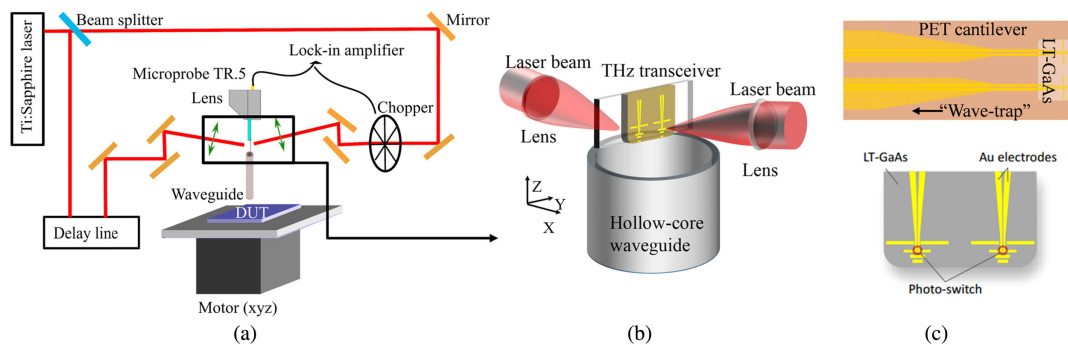 Ti:Sapphire laser
Beam splitter
Mirror
Lock-in amplifier
Microprobe TR.5
Lens
Chopper
Waveguide
DUT
Delay line
Motor (xyz)
(a)
Laser beam
THz transceiver
Laser beam
Lens
Lens
Z
Y
X
Hollow-core
waveguide
(b)
PET cantilever
LT-GaAs
“Wave-trap”
LT-GaAs
Au electrodes
Photo-switch
(c)